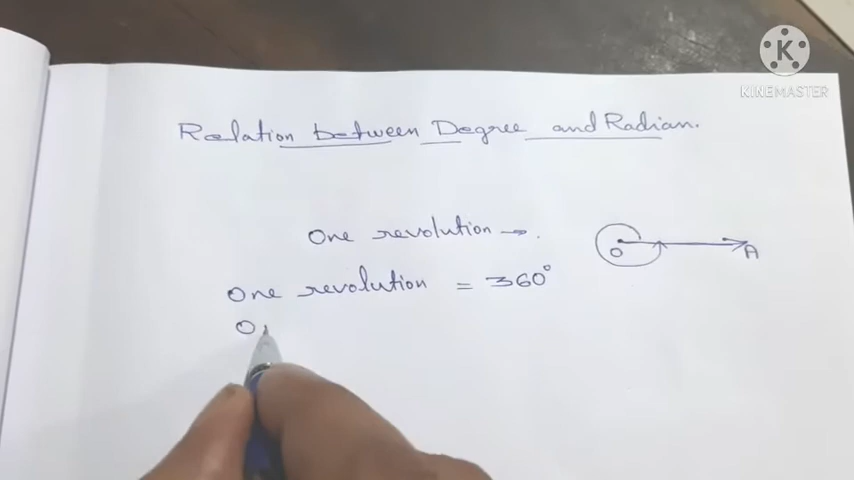 KINEMASTER
Relation between Degree and Radian.
One revolution →.
O A
One revolution = 360°